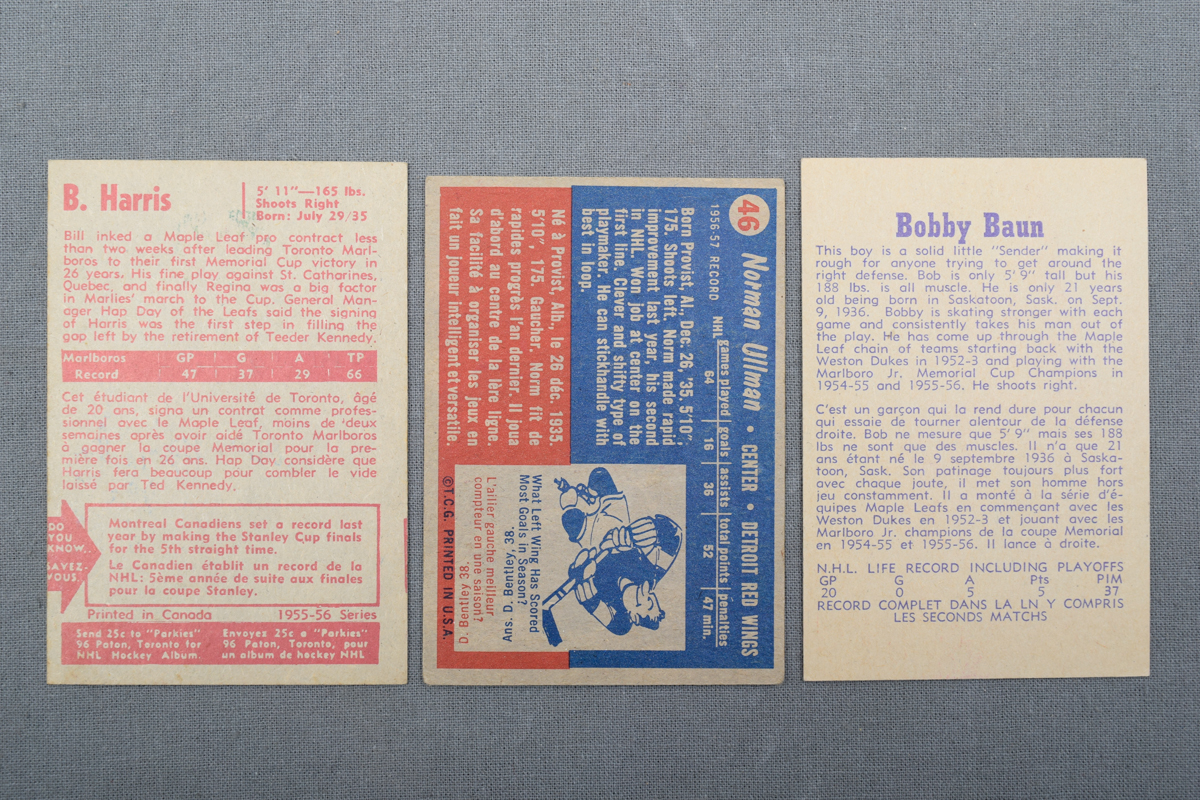 B. Harris
5' 11"—165 lbs.
Shoots Right
Born: July 29/35
Bill inked a Maple Leaf pro contract less
than two weeks after leading Toronto Marl-
boros to their first Memorial Cup victory in
26 years. His fine play against St. Catharines,
Quebec, and finally Regina was a big factor
in Marlies' march to the Cup. General Man-
ager Hap Day of the Leafs said the signing
of Harris was the first step in filling the
gap left by the retirement of Teeder Kennedy.
Marlboros GP G A TP
Record 47 37 29 66
Cet étudiant de l'Université de Toronto, âgé
de 20 ans, signa un contract comme profes-
sionnel avec le Maple Leaf, moins de deux
semaines après avoir aidé Toronto Marlboros
à gagner la coupe Memorial pour la pre-
mière fois en 26 ans. Hap Day considère que
Harris fera beaucoup pour combler le vide
laissé par Ted Kennedy.
DO
YOU
KNOW..
SAVEZ-
VOUS.
Montreal Canadiens set a record last
year by making the Stanley Cup finals
for the 5th straight time.
Le Canadien établit un record de la
NHL: 5ème année de suite aux finales
pour la coupe Stanley.
Printed in Canada 1955-56 Series
Send 25c to "Parkies"
96 Paton, Toronto for
NHL Hockey Album.
Envoyez 25c a "Parkies"
96 Paton, Toronto, pour
un album de hockey NHL
46 Norman Ullman • CENTER • DETROIT RED WINGS
1956-57 RECORD NHL games played goals assists total points penalties
64 16 36 52 47 min.
Born Provist, Al., Dec. 26, '35. 5'10",
175. Shoots left. Norm made rapid
improvement last year, his second
in NHL. Won job at center on the
first line. Clever and shifty type of
playmaker. He can stickhandle with
best in loop.
Né à Provist, Alb., le 26 déc. 1935.
5'10", 175. Gaucher. Norm fit de
rapides progrès l'an dernier. Il joua
d'abord au centre de la 1ère ligne.
Sa facilité à organiser les jeux en
fait un joueur intelligent et versatile.
What Left Wing Has Scored
Most Goals in Season?
Ans. D. Bentley, 38.
L'ailier gauche meilleur
compteur en une saison?
D. Bentley 38.
©T.C.G. PRINTED IN U.S.A.
Bobby Baun
This boy is a solid little "Sender" making it
rough for anyone trying to get around the
right defense. Bob is only 5' 9" tall but his
188 lbs. is all muscle. He is only 21 years
old being born in Saskatoon, Sask. on Sept.
9, 1936. Bobby is skating stronger with each
game and consistently takes his man out of
the play. He has come up through the Maple
Leaf chain of teams starting back with the
Weston Dukes in 1952-3 and playing with the
Marlboro Jr. Memorial Cup Champions in
1954-55 and 1955-56. He shoots right.
C'est un garçon qui la rend dure pour chacun
qui essaie de tourner alentour de la défense
droite. Bob ne mesure que 5' 9" mais ses 188
lbs ne sont que des muscles. Il n'a que 21
ans étant né le 9 septembre 1936 à Saska-
toon, Sask. Son patinage toujours plus fort
avec chaque joute, il met son homme hors
jeu constamment. Il a monté à la série d'é-
quipes Maple Leafs en commençant avec les
Weston Dukes en 1952-3 et jouant avec les
Marlboro Jr. champions de la coupe Memorial
en 1954-55 et 1955-56. Il lance à droite.
N.H.L. LIFE RECORD INCLUDING PLAYOFFS
GP G A Pts PIM
20 0 5 5 37
RECORD COMPLET DANS LA LN Y COMPRIS
LES SECONDS MATCHS